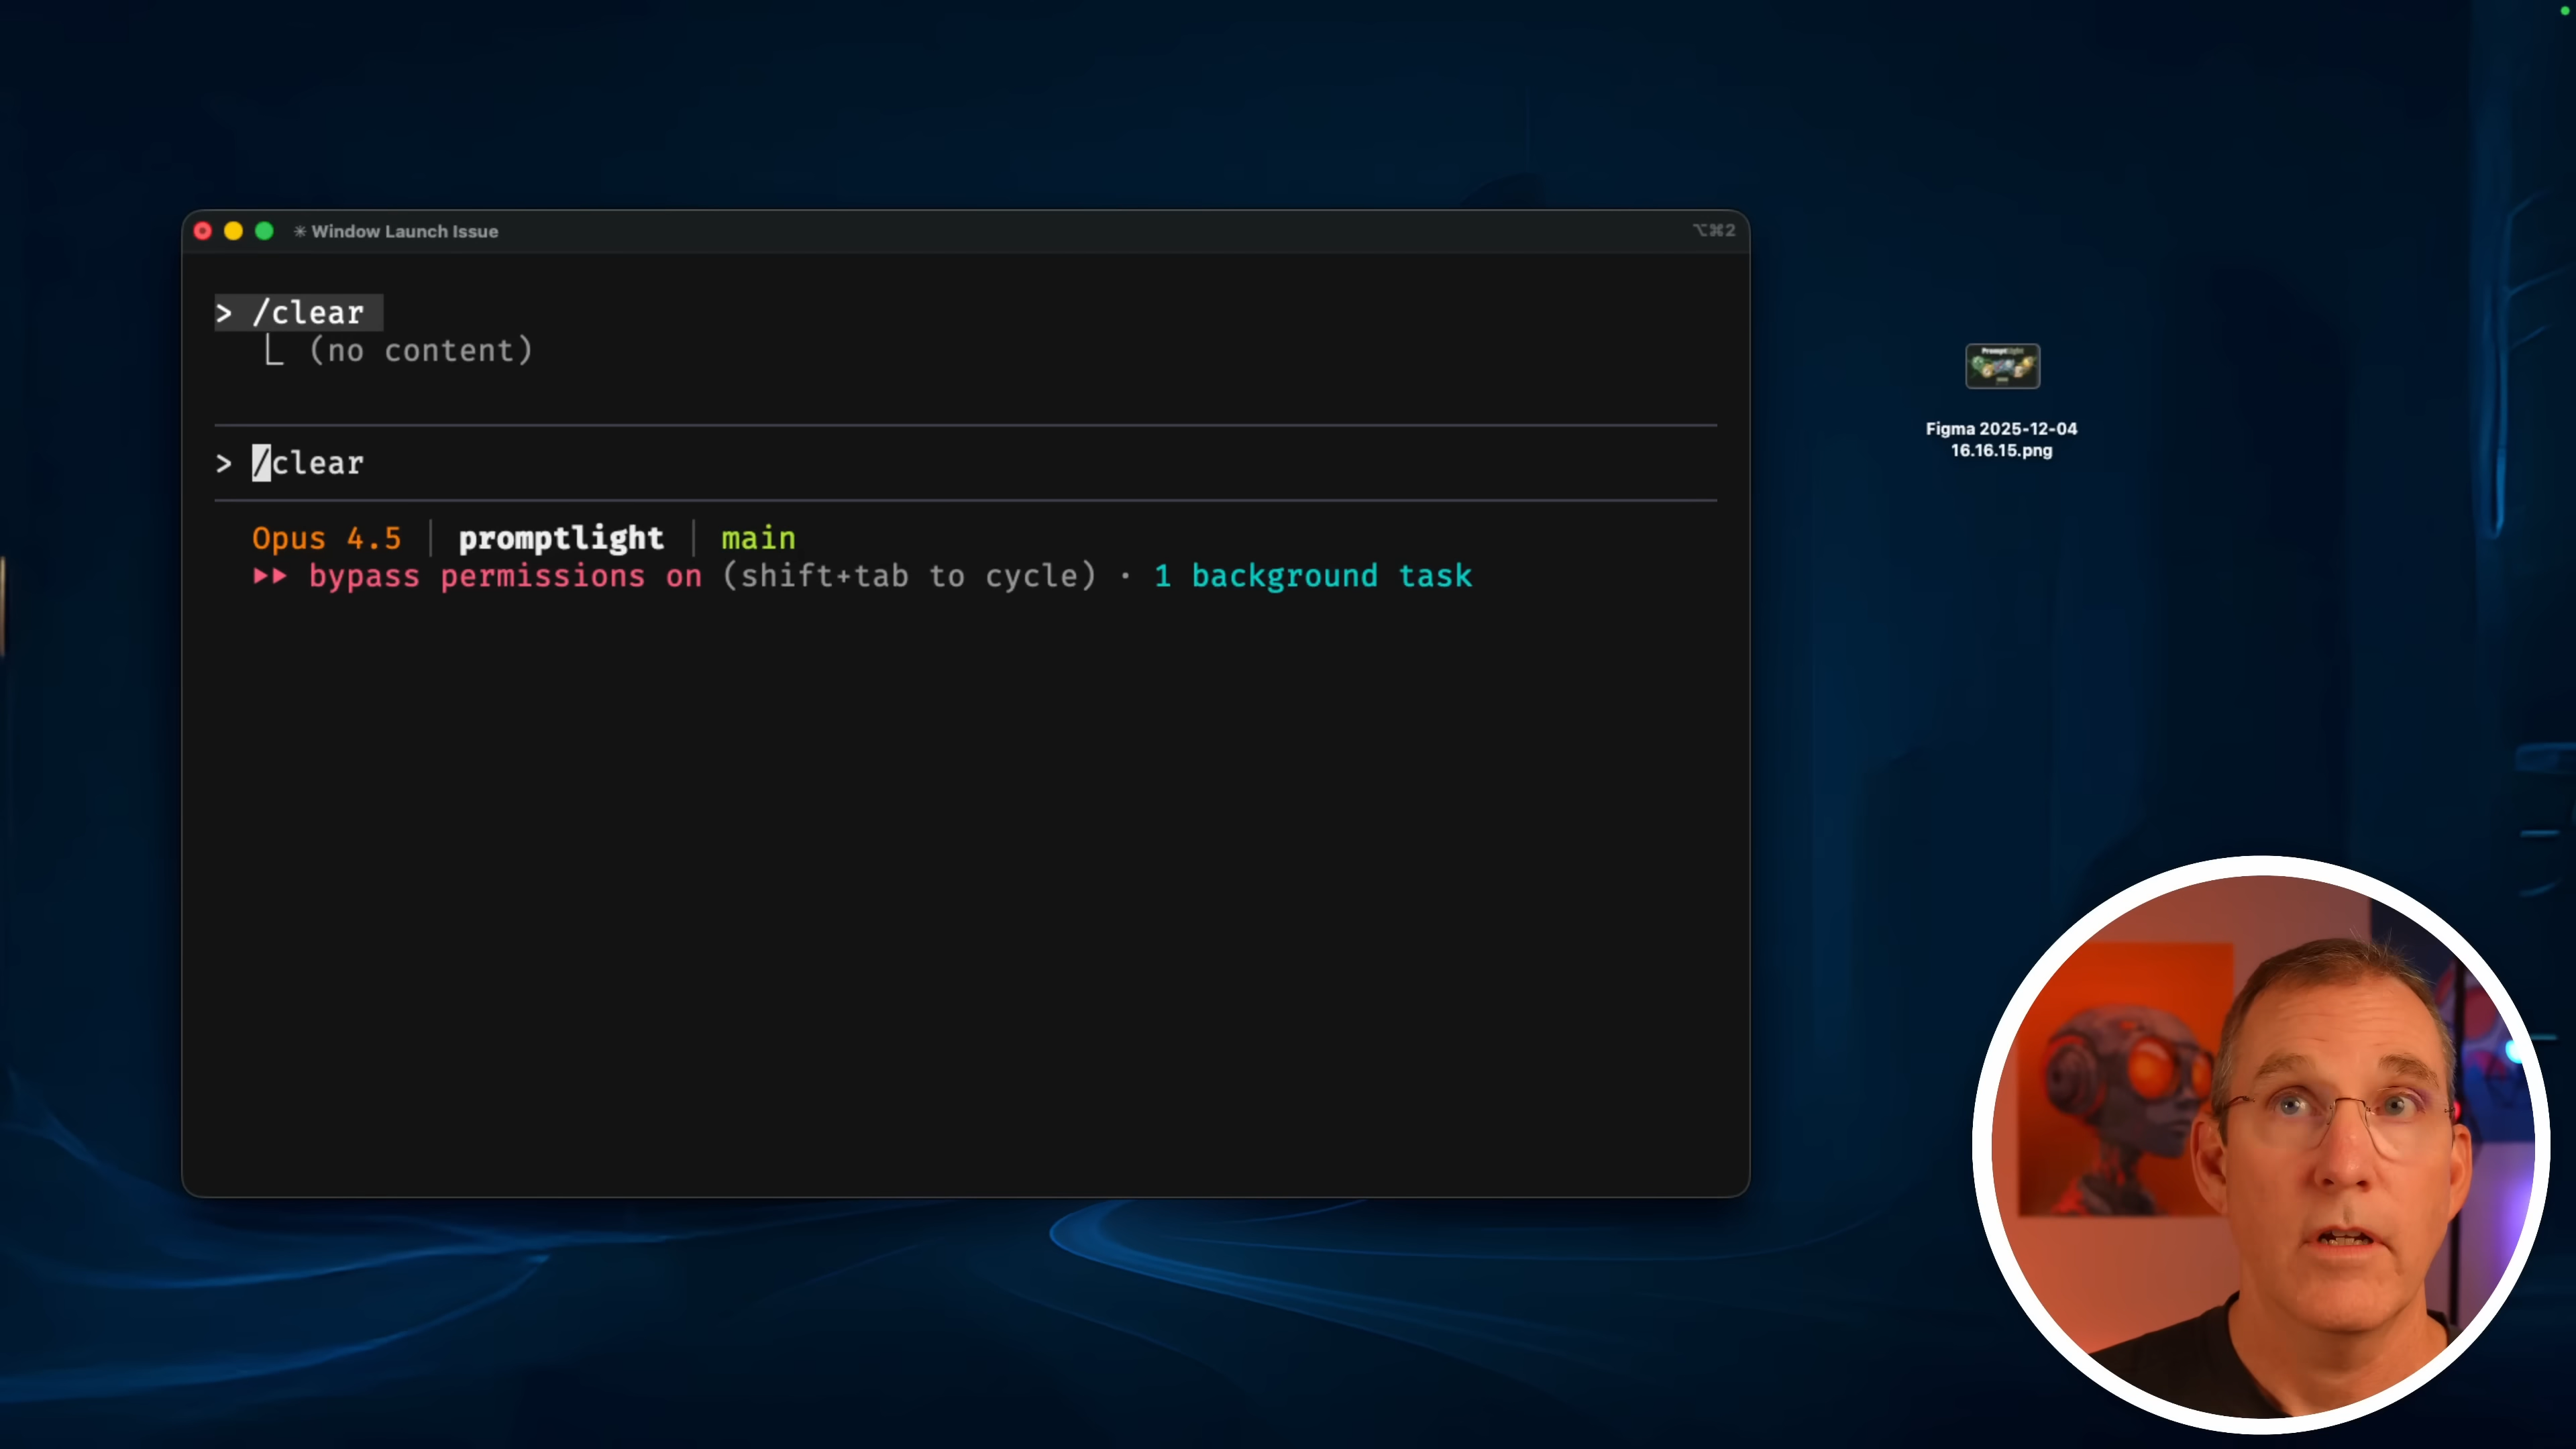 ✳ Window Launch Issue
⌥⌘2
> /clear
⎿ (no content)
> /clear
Opus 4.5 | promptlight | main
▶▶ bypass permissions on (shift+tab to cycle) · 1 background task
PromptLight
Figma 2025-12-04
16.16.15.png